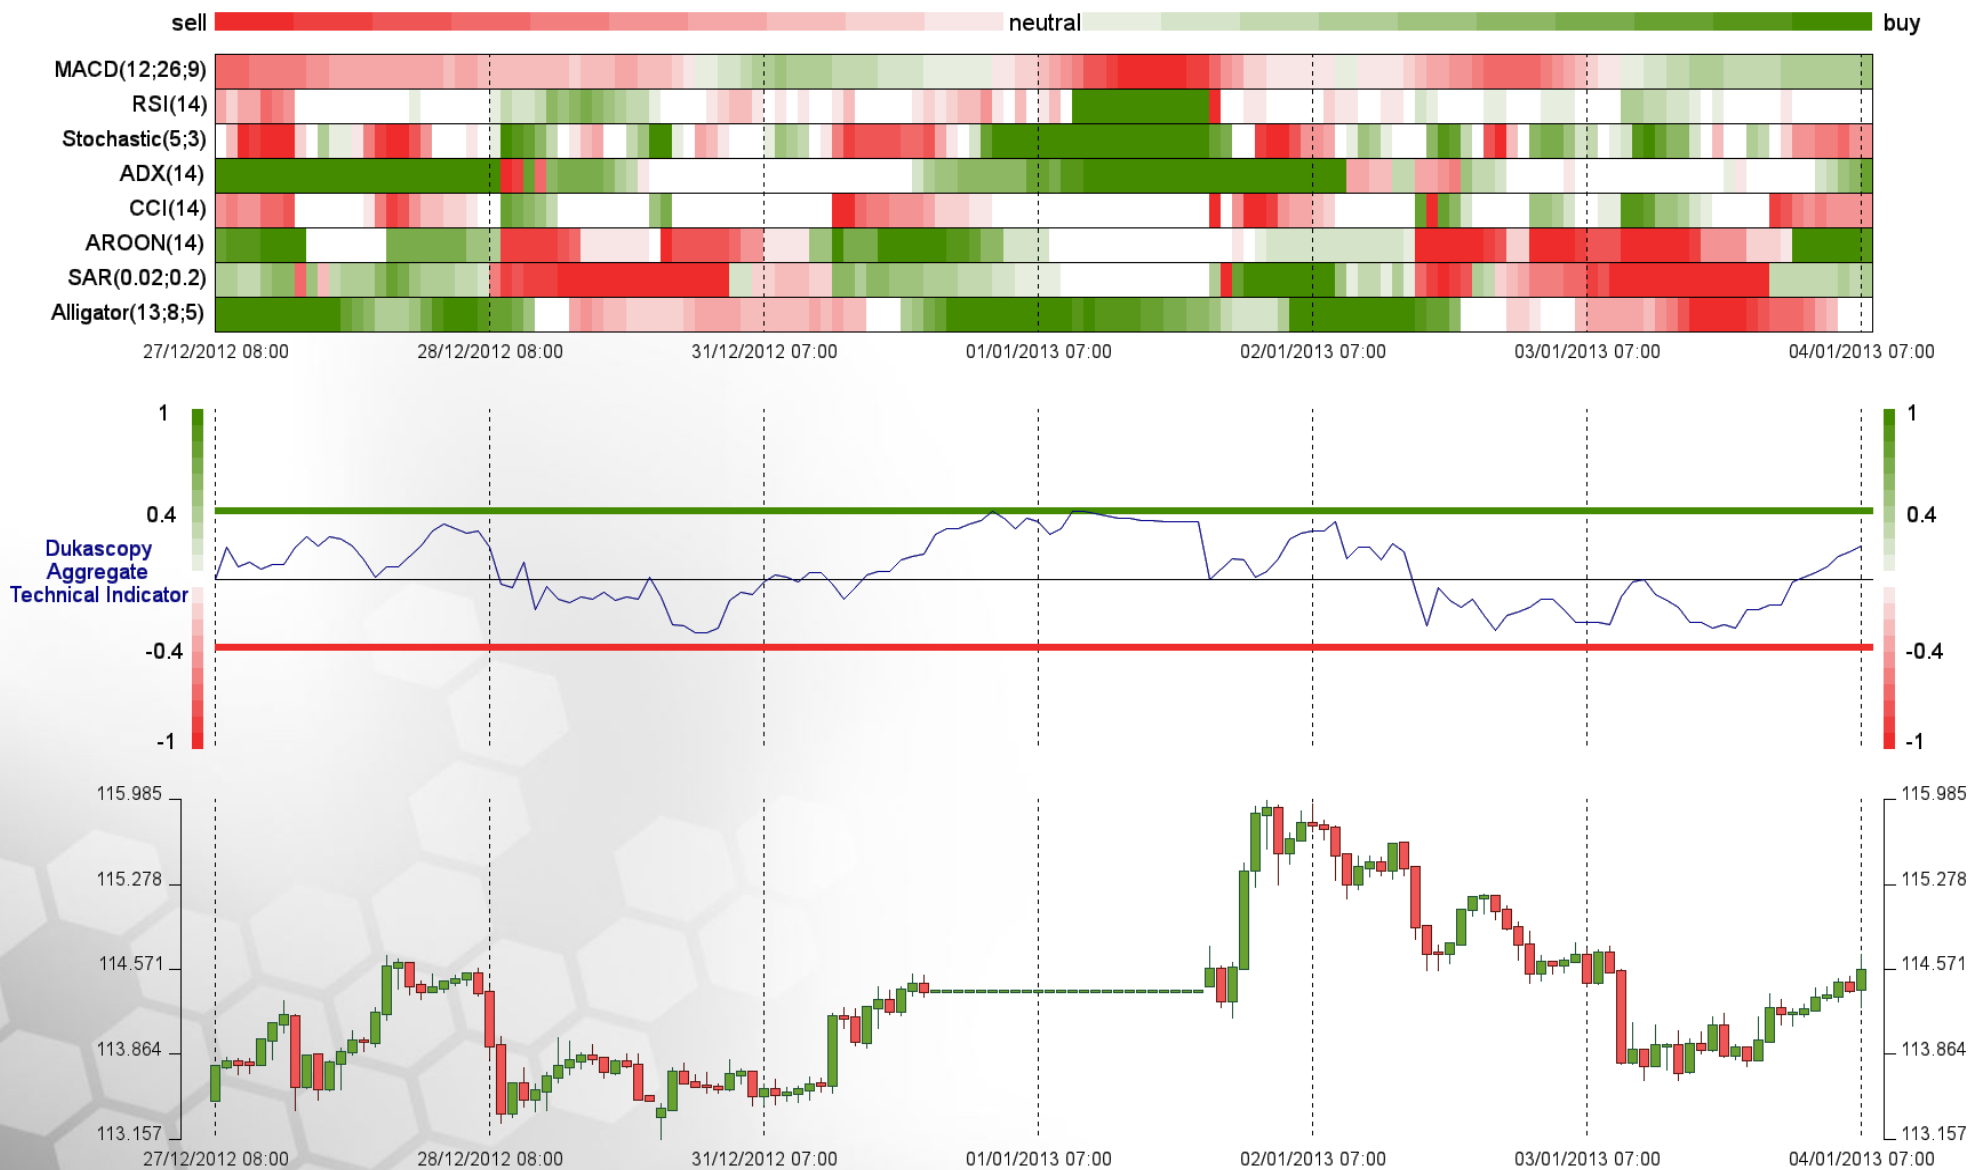 sell neutral buy
MACD(12;26;9)
RSI(14)
Stochastic(5;3)
ADX(14)
CCI(14)
AROON(14)
SAR(0.02;0.2)
Alligator(13;8;5)
27/12/2012 08:00 28/12/2012 08:00 31/12/2012 07:00 01/01/2013 07:00 02/01/2013 07:00 03/01/2013 07:00 04/01/2013 07:00
1 1
0.4 0.4
Dukascopy
Aggregate
Technical Indicator
-0.4 -0.4
-1 -1
115.985 115.985
115.278 115.278
114.571 114.571
113.864 113.864
113.157 113.157
27/12/2012 08:00 28/12/2012 08:00 31/12/2012 07:00 01/01/2013 07:00 02/01/2013 07:00 03/01/2013 07:00 04/01/2013 07:00